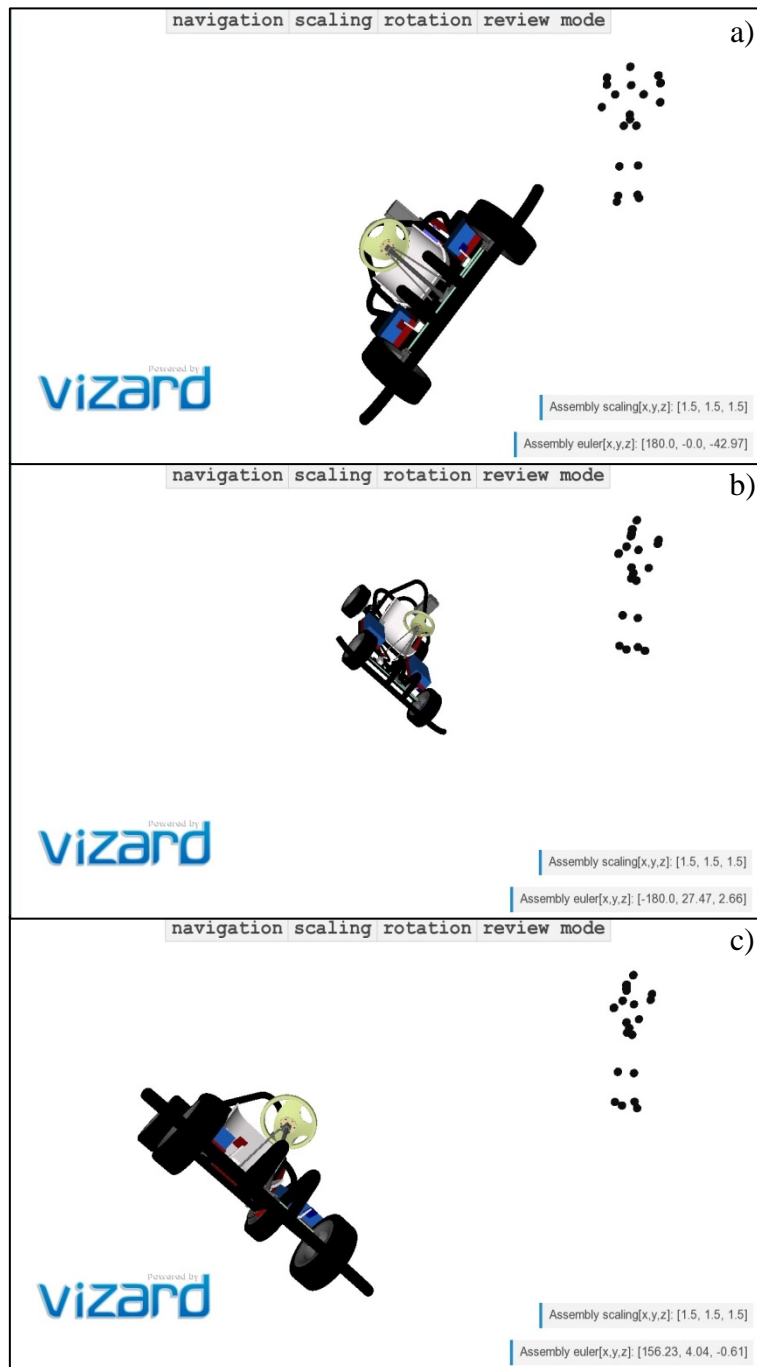 navigation scaling rotation review mode
a)
Powered by
vizard
Assembly scaling[x,y,z]: [1.5, 1.5, 1.5]
Assembly euler[x,y,z]: [180.0, -0.0, -42.97]
navigation scaling rotation review mode
b)
Powered by
vizard
Assembly scaling[x,y,z]: [1.5, 1.5, 1.5]
Assembly euler[x,y,z]: [-180.0, 27.47, 2.66]
navigation scaling rotation review mode
c)
Powered by
vizard
Assembly scaling[x,y,z]: [1.5, 1.5, 1.5]
Assembly euler[x,y,z]: [156.23, 4.04, -0.61]